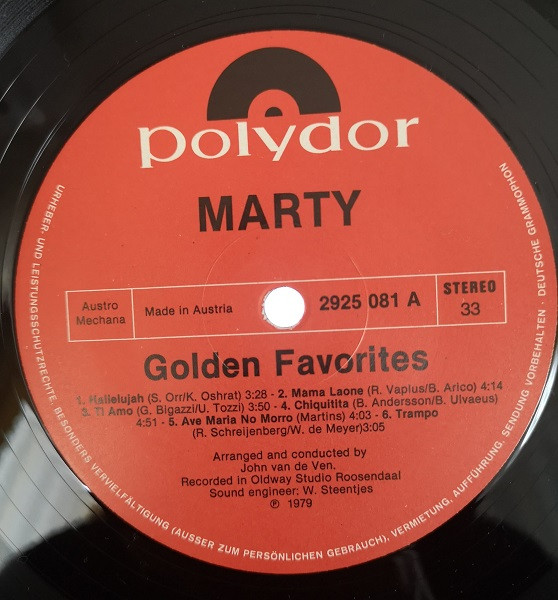 polydor
MARTY
Austro
Mechana
Made in Austria
2925 081 A
STEREO
33
Golden Favorites
1. Hallelujah (S. Orr/K. Oshrat) 3:28 - 2. Mama Laone (R. Vaplus/B. Arico) 4:14
3. Ti Amo (G. Bigazzi/U. Tozzi) 3:50 - 4. Chiquitita (B. Andersson/B. Ulvaeus)
4:51 - 5. Ave Maria No Morro (Martins) 4:03 - 6. Trampo
(R. Schreijenberg/W. de Meyer)3:05
Arranged and conducted by
John van de Ven.
Recorded in Oldway Studio Roosendaal
Sound engineer; W. Steentjes
℗ 1979
URHEBER- UND LEISTUNGSSCHUTZRECHTE, BESONDERS VERVIELFÄLTIGUNG (AUSSER ZUM PERSÖNLICHEN GEBRAUCH), VERMIETUNG, AUFFÜHRUNG, SENDUNG VORBEHALTEN · DEUTSCHE GRAMMOPHON